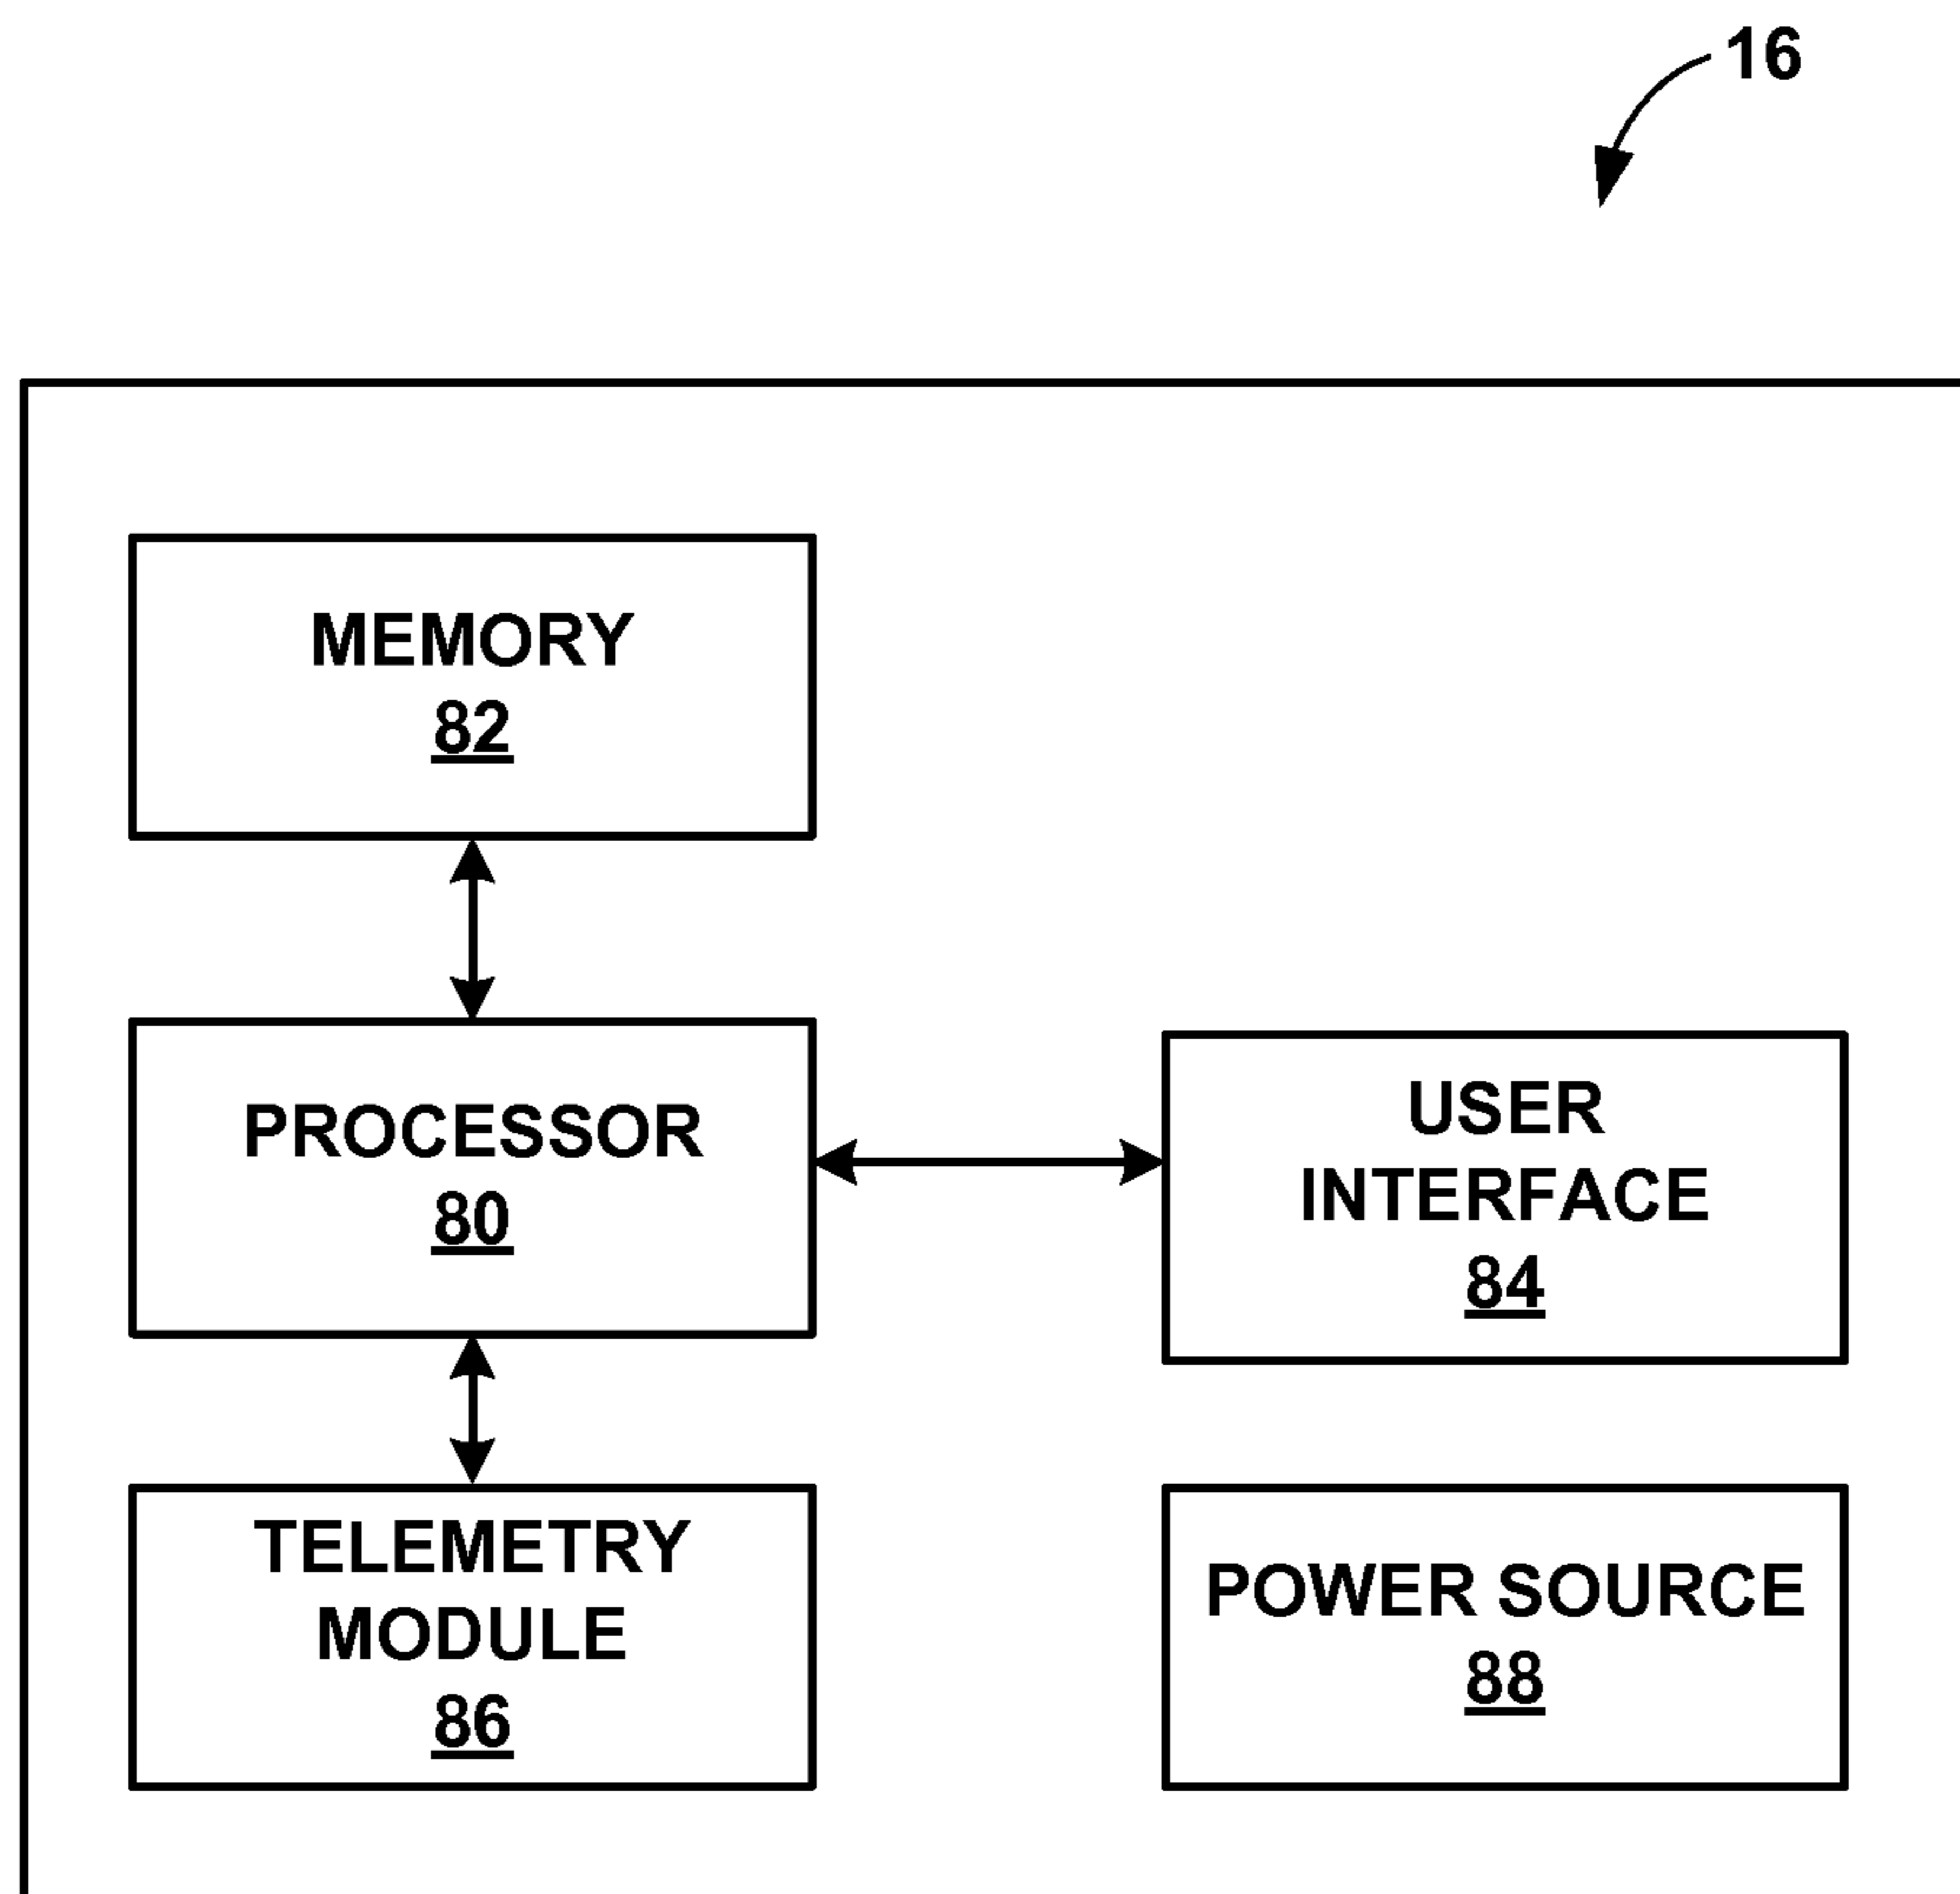 16
MEMORY
82
PROCESSOR
80
USER
INTERFACE
84
TELEMETRY
MODULE
86
POWER SOURCE
88